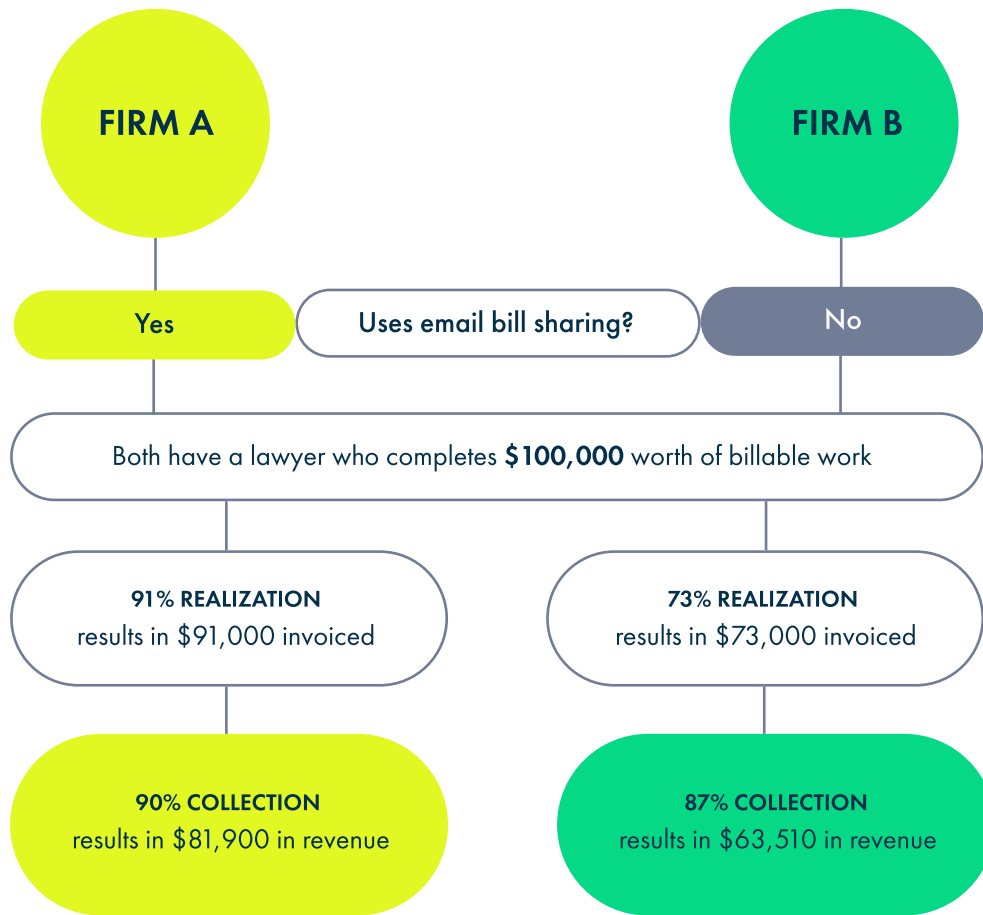 FIRM A
FIRM B
Yes
Uses email bill sharing?
No
Both have a lawyer who completes $100,000 worth of billable work
91% REALIZATION
results in $91,000 invoiced
73% REALIZATION
results in $73,000 invoiced
90% COLLECTION
results in $81,900 in revenue
87% COLLECTION
results in $63,510 in revenue